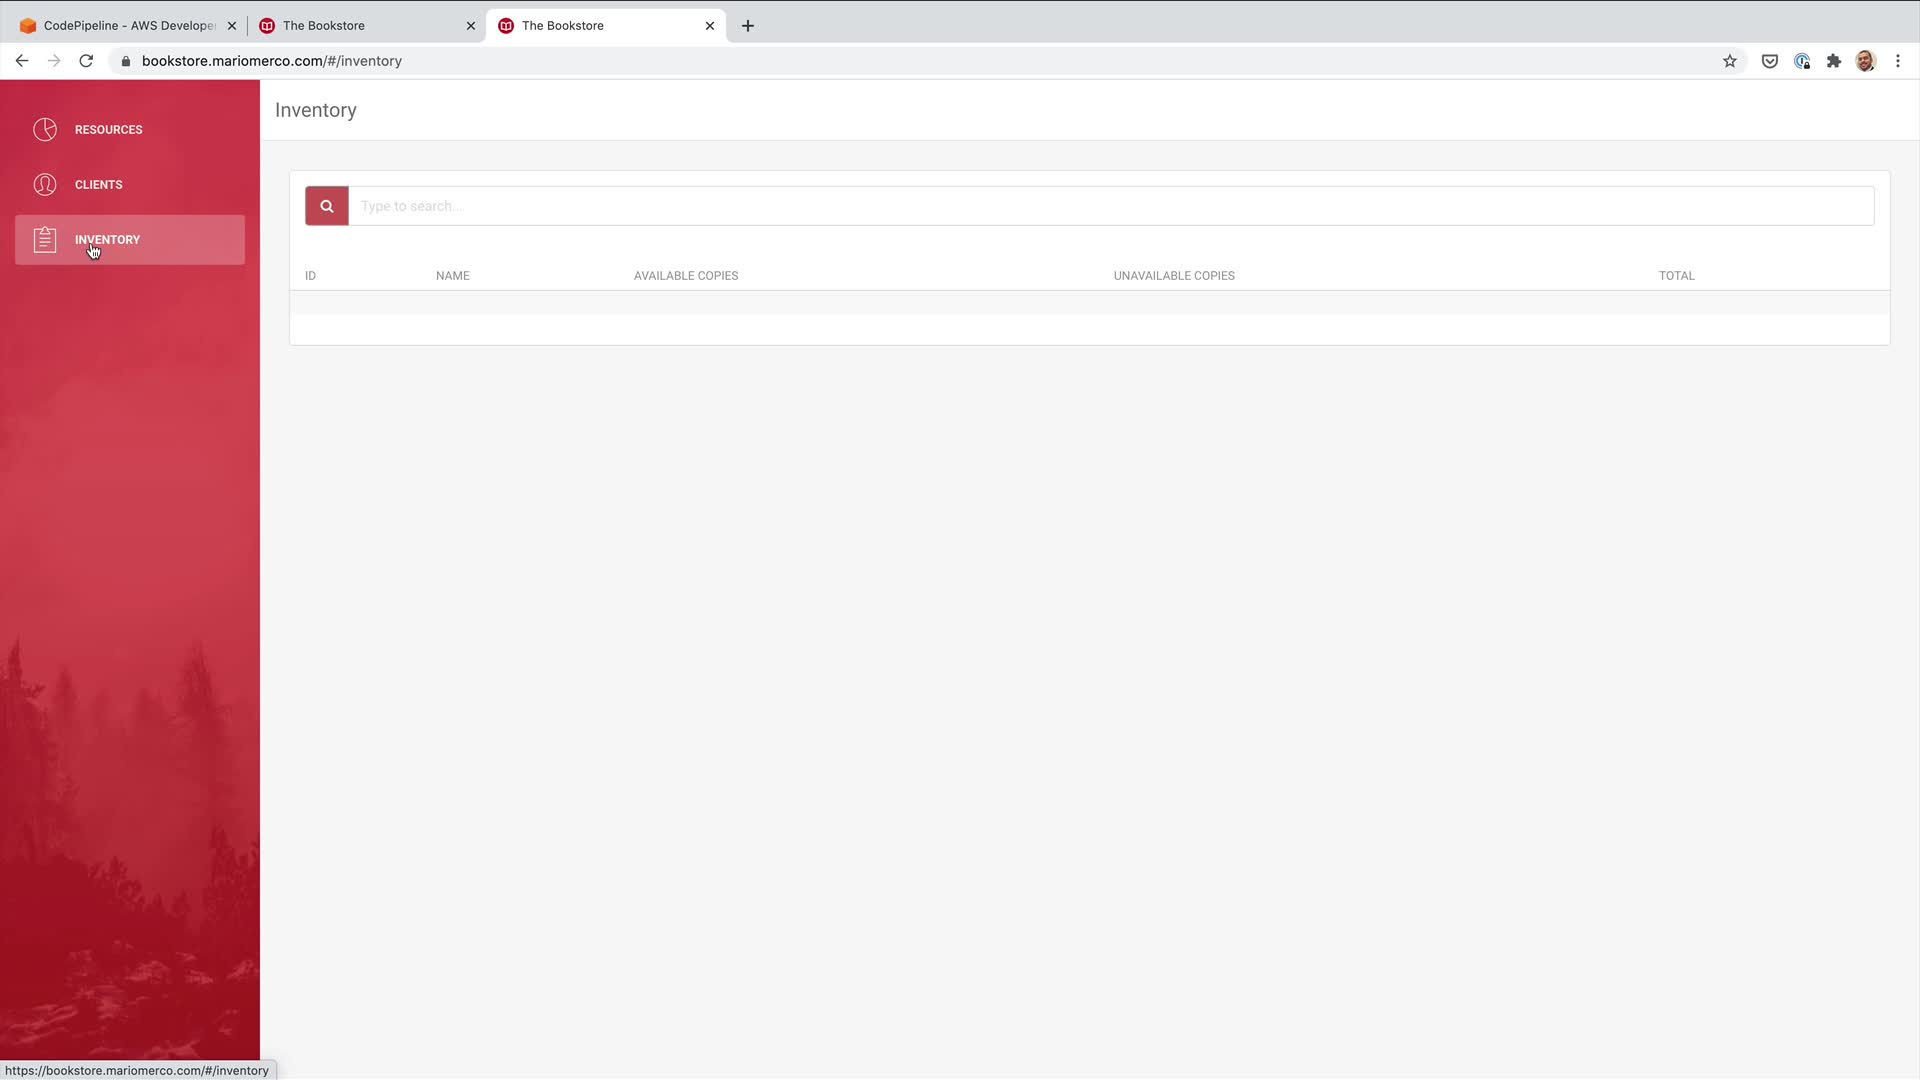 CodePipeline - AWS Develope
The Bookstore
The Bookstore
bookstore.mariomerco.com/#/inventory
RESOURCES
CLIENTS
INVENTORY
Inventory
Type to search....
ID NAME AVAILABLE COPIES UNAVAILABLE COPIES TOTAL
https://bookstore.mariomerco.com/#/inventory